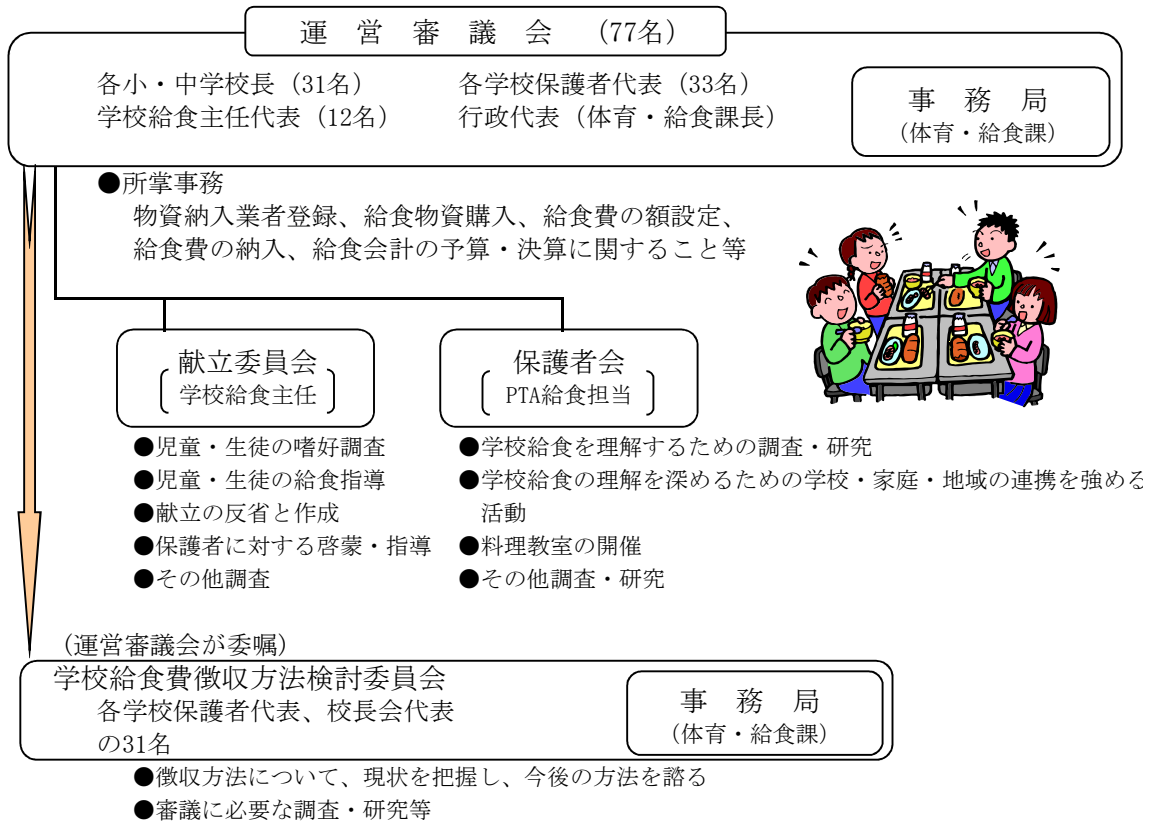 運営審議会 (77名)
各小・中学校長 (31名) 各学校保護者代表 (33名)
学校給食主任代表 (12名) 行政代表 (体育・給食課長)
事務局
(体育・給食課)
●所掌事務
物資納入業者登録、給食物資購入、給食費の額設定、
給食費の納入、給食会計の予算・決算に関すること等
献立委員会
学校給食主任
保護者会
PTA給食担当
●児童・生徒の嗜好調査
●児童・生徒の給食指導
●献立の反省と作成
●保護者に対する啓蒙・指導
●その他調査
●学校給食を理解するための調査・研究
●学校給食の理解を深めるための学校・家庭・地域の連携を強める
活動
●料理教室の開催
●その他調査・研究
(運営審議会が委嘱)
学校給食費徴収方法検討委員会
各学校保護者代表、校長会代表
の31名
事務局
(体育・給食課)
●徴収方法について、現状を把握し、今後の方法を諮る
●審議に必要な調査・研究等